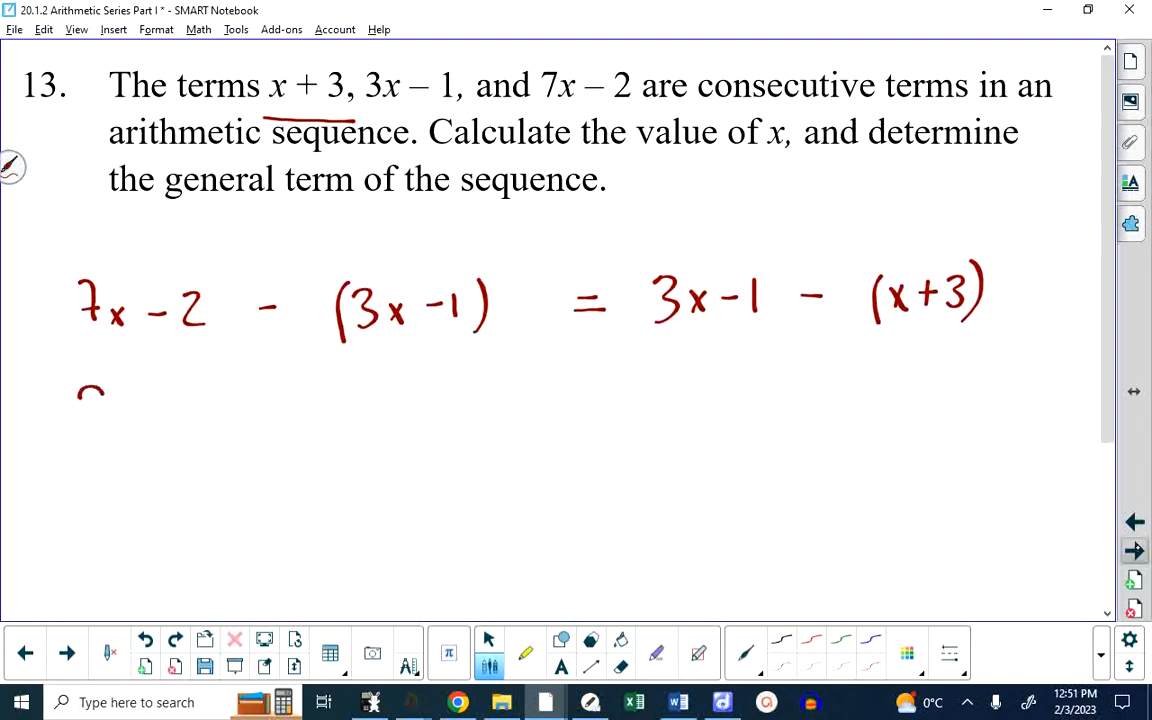 20.1.2 Arithmetic Series Part I * - SMART Notebook
File Edit View Insert Format Math Tools Add-ons Account Help
13. The terms x + 3, 3x – 1, and 7x – 2 are consecutive terms in an
arithmetic sequence. Calculate the value of x, and determine
the general term of the sequence.
7x - 2 - (3x - 1) = 3x - 1 - (x + 3)
π
A
Type here to search
0°C
12:51 PM
2/3/2023